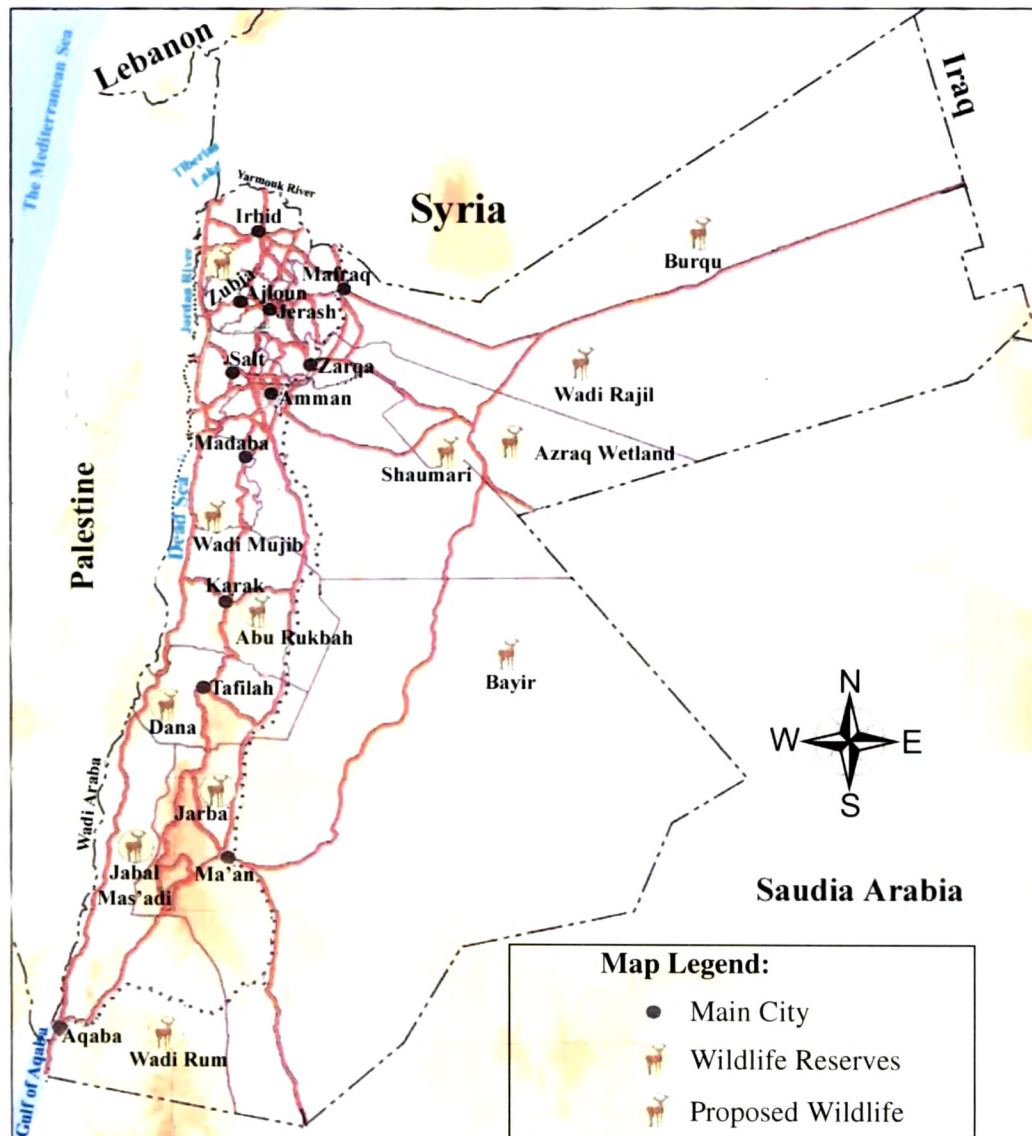 The Mediterranean Sea
Lebanon
Iraq
Tiberias
Lake
Yarmouk River
Syria
Irbid
Burqu
Jordan River
Zubia
Mafraq
Ajloun
Jerash
Salt
Zarqa
Wadi Rajil
Amman
Madaba
Azraq Wetland
Shaumari
Palestine
Dead Sea
Wadi Mujib
Karak
Abu Rukbah
Bayir
Tafilah
Dana
N
W
E
S
Wadi Araba
Jarba
Jabal
Mas'adi
Ma'an
Saudia Arabia
Map Legend:
Main City
Wildlife Reserves
Proposed Wildlife
Aqaba
Wadi Rum
Gulf of Aqaba